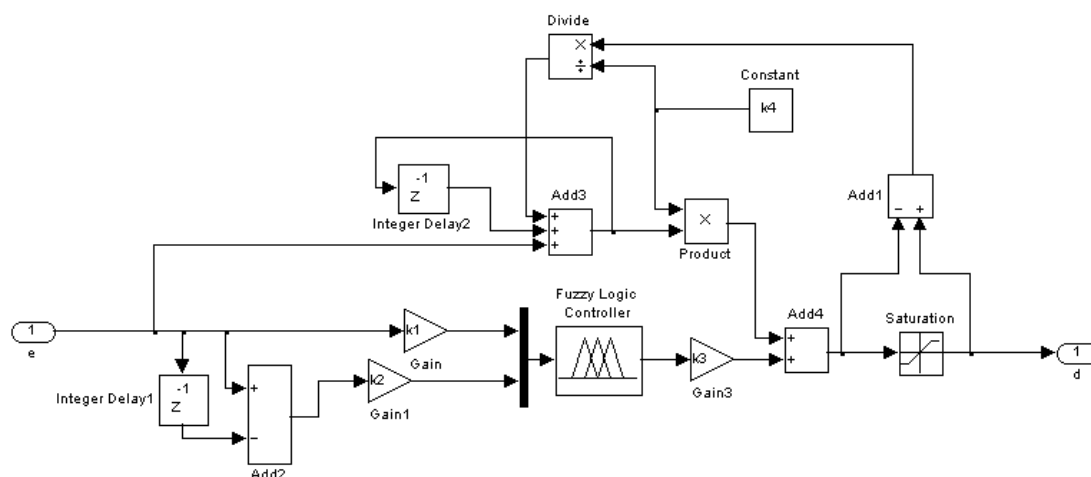 Divide
×
÷
Constant
k4
-1
Z
Integer Delay2
Add3
+
+
+
×
Product
Add1
- +
Fuzzy Logic
Controller
Add4
+
+
Saturation
1
e
k1
Gain
k2
Gain1
k3
Gain3
1
d
-1
Z
Integer Delay1
+
-
Add2